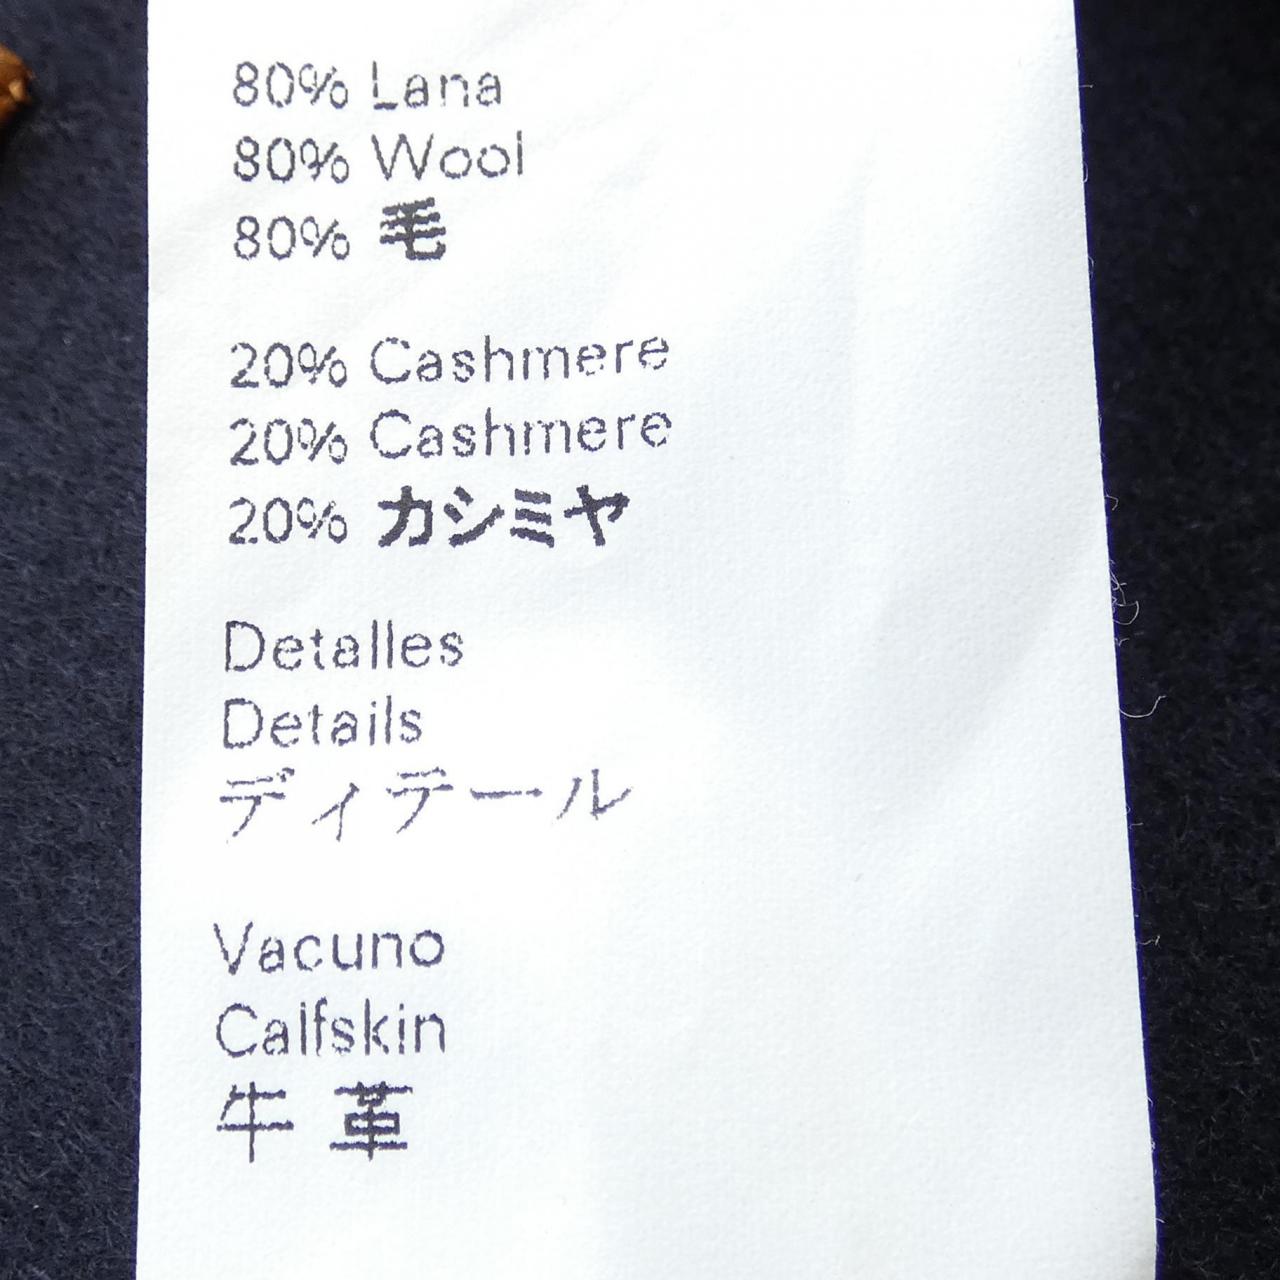 80% Lana
80% Wool
80% 毛
20% Cashmere
20% Cashmere
20% カシミヤ
Detalles
Details
ディテール
Vacuno
Calfskin
牛 革